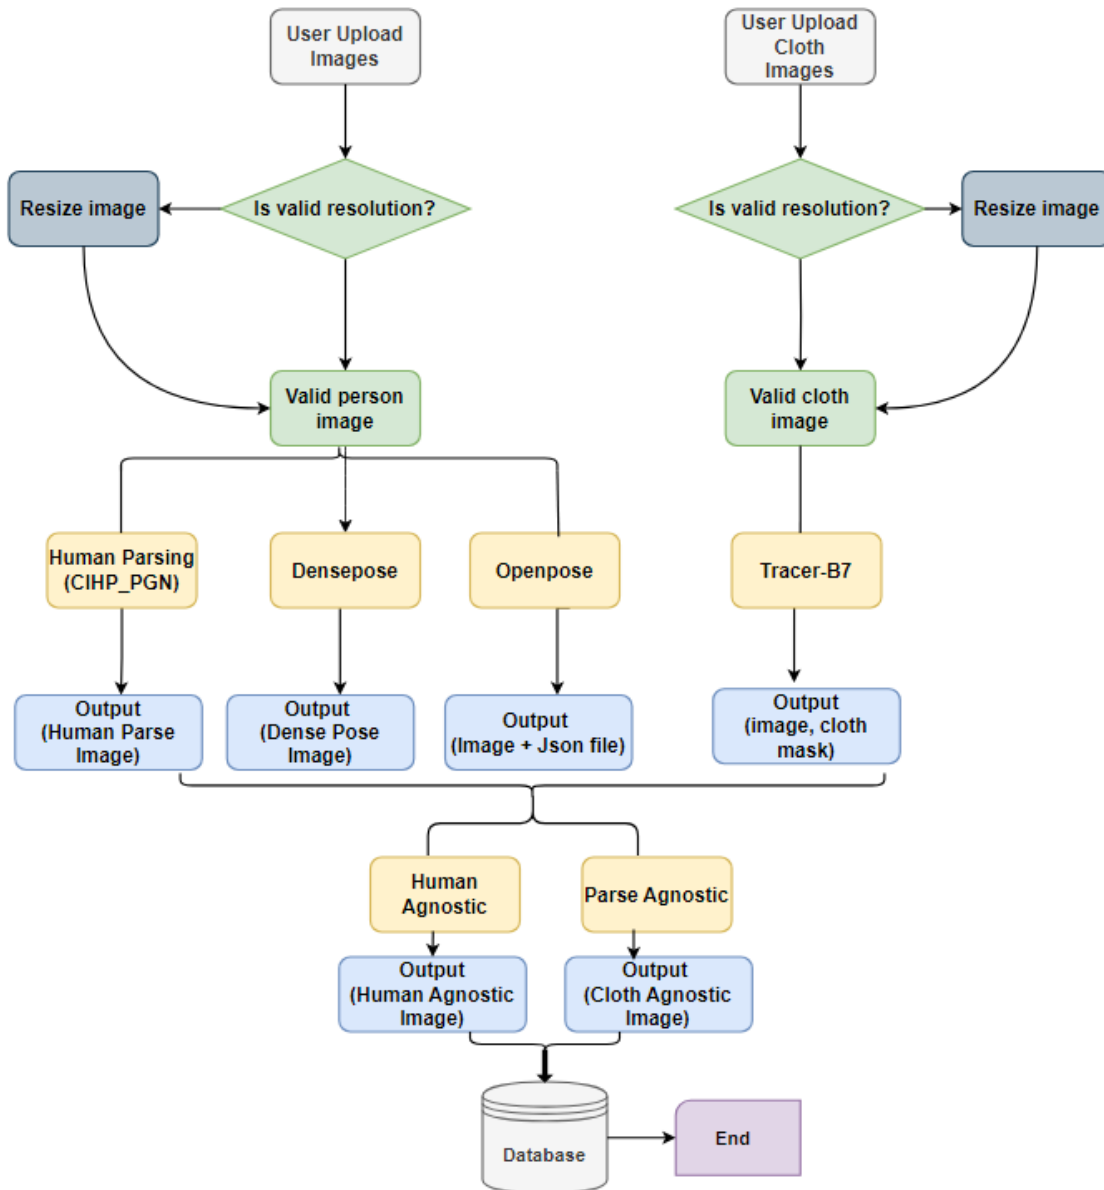 User Upload
Images
User Upload
Cloth
Images
Resize image
Is valid resolution?
Is valid resolution?
Resize image
Valid person
image
Valid cloth
image
Human Parsing
(CIHP_PGN)
Densepose
Openpose
Tracer-B7
Output
(Human Parse
Image)
Output
(Dense Pose
Image)
Output
(Image + Json file)
Output
(image, cloth
mask)
Human
Agnostic
Parse Agnostic
Output
(Human Agnostic
Image)
Output
(Cloth Agnostic
Image)
Database
End